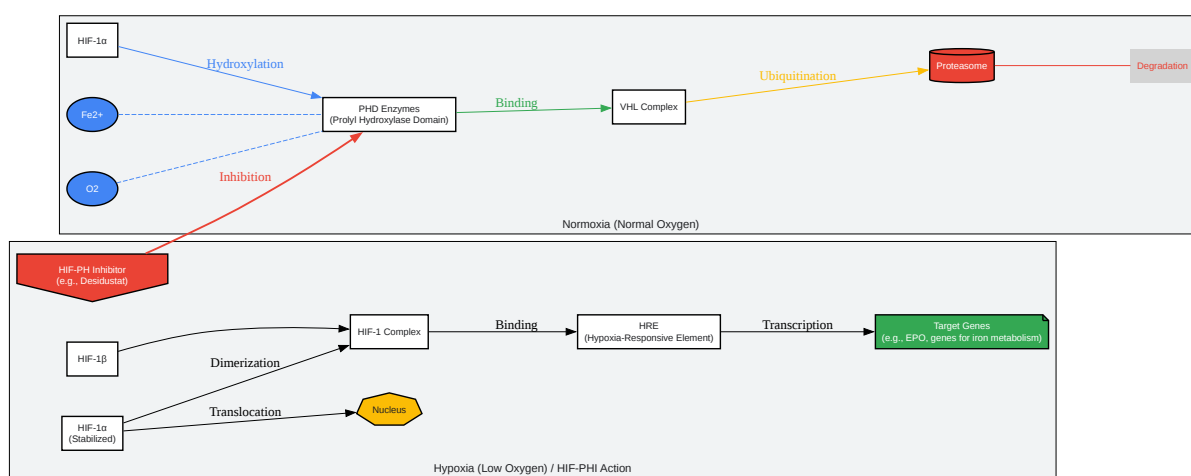 HIF-1α
Hydroxylation
Fe2+
O2
PHD Enzymes
(Prolyl Hydroxylase Domain)
Inhibition
Binding
VHL Complex
Ubiquitination
Proteasome
Degradation
Normoxia (Normal Oxygen)
HIF-PH Inhibitor
(e.g., Desidustat)
HIF-1β
HIF-1α
(Stabilized)
Dimerization
Translocation
HIF-1 Complex
Nucleus
Binding
HRE
(Hypoxia-Responsive Element)
Transcription
Target Genes
(e.g., EPO, genes for iron metabolism)
Hypoxia (Low Oxygen) / HIF-PHI Action